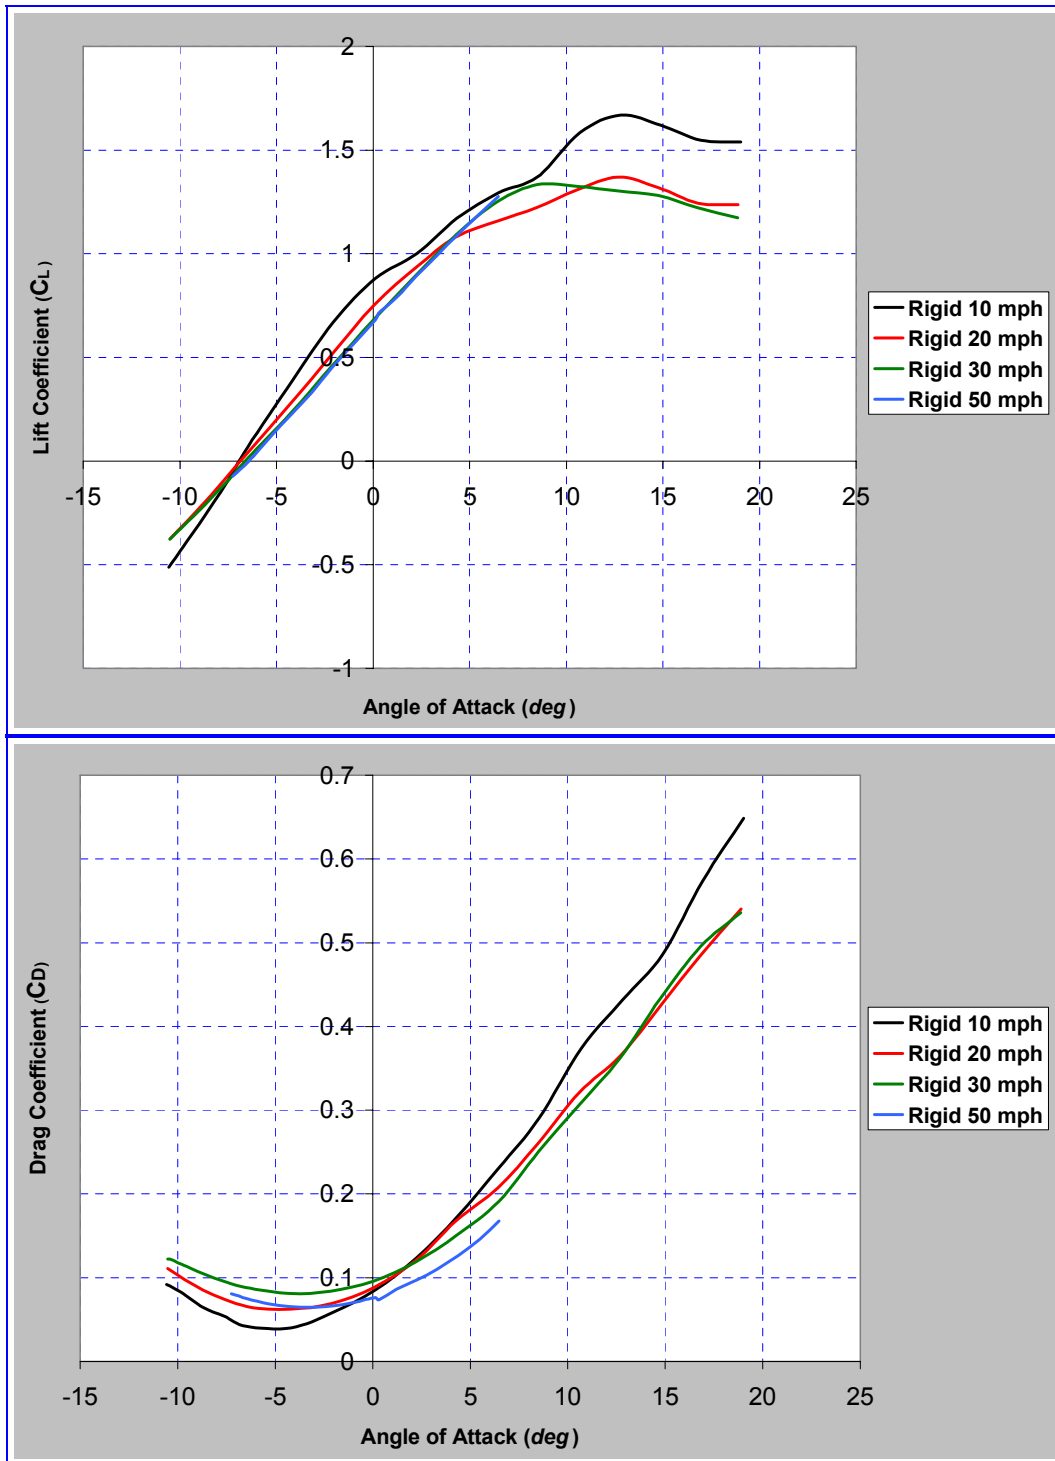 2
1.5
1
0.5
0
-0.5
-1
-15 -10 -5 0 5 10 15 20 25
Lift Coefficient (CL)
Angle of Attack (deg)
Rigid 10 mph
Rigid 20 mph
Rigid 30 mph
Rigid 50 mph
0.7
0.6
0.5
0.4
0.3
0.2
0.1
0
-15 -10 -5 0 5 10 15 20 25
Drag Coefficient (CD)
Angle of Attack (deg)
Rigid 10 mph
Rigid 20 mph
Rigid 30 mph
Rigid 50 mph